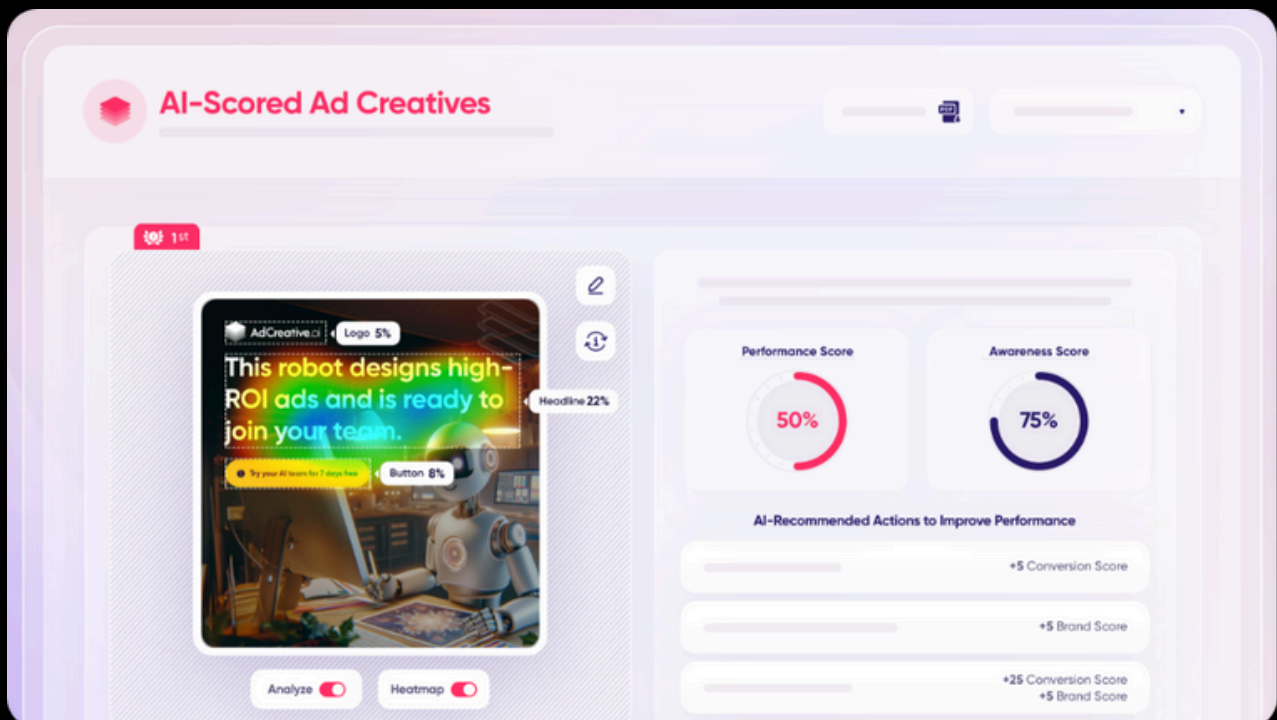 AI-Scored Ad Creatives
PDF
1st
AdCreative.ai
Logo 5%
This robot designs high-
ROI ads and is ready to
join your team.
Headline 22%
Try your AI team for 7 days free
Button 8%
Analyze
Heatmap
Performance Score
Awareness Score
50%
75%
AI-Recommended Actions to Improve Performance
+5 Conversion Score
+5 Brand Score
+25 Conversion Score
+5 Brand Score